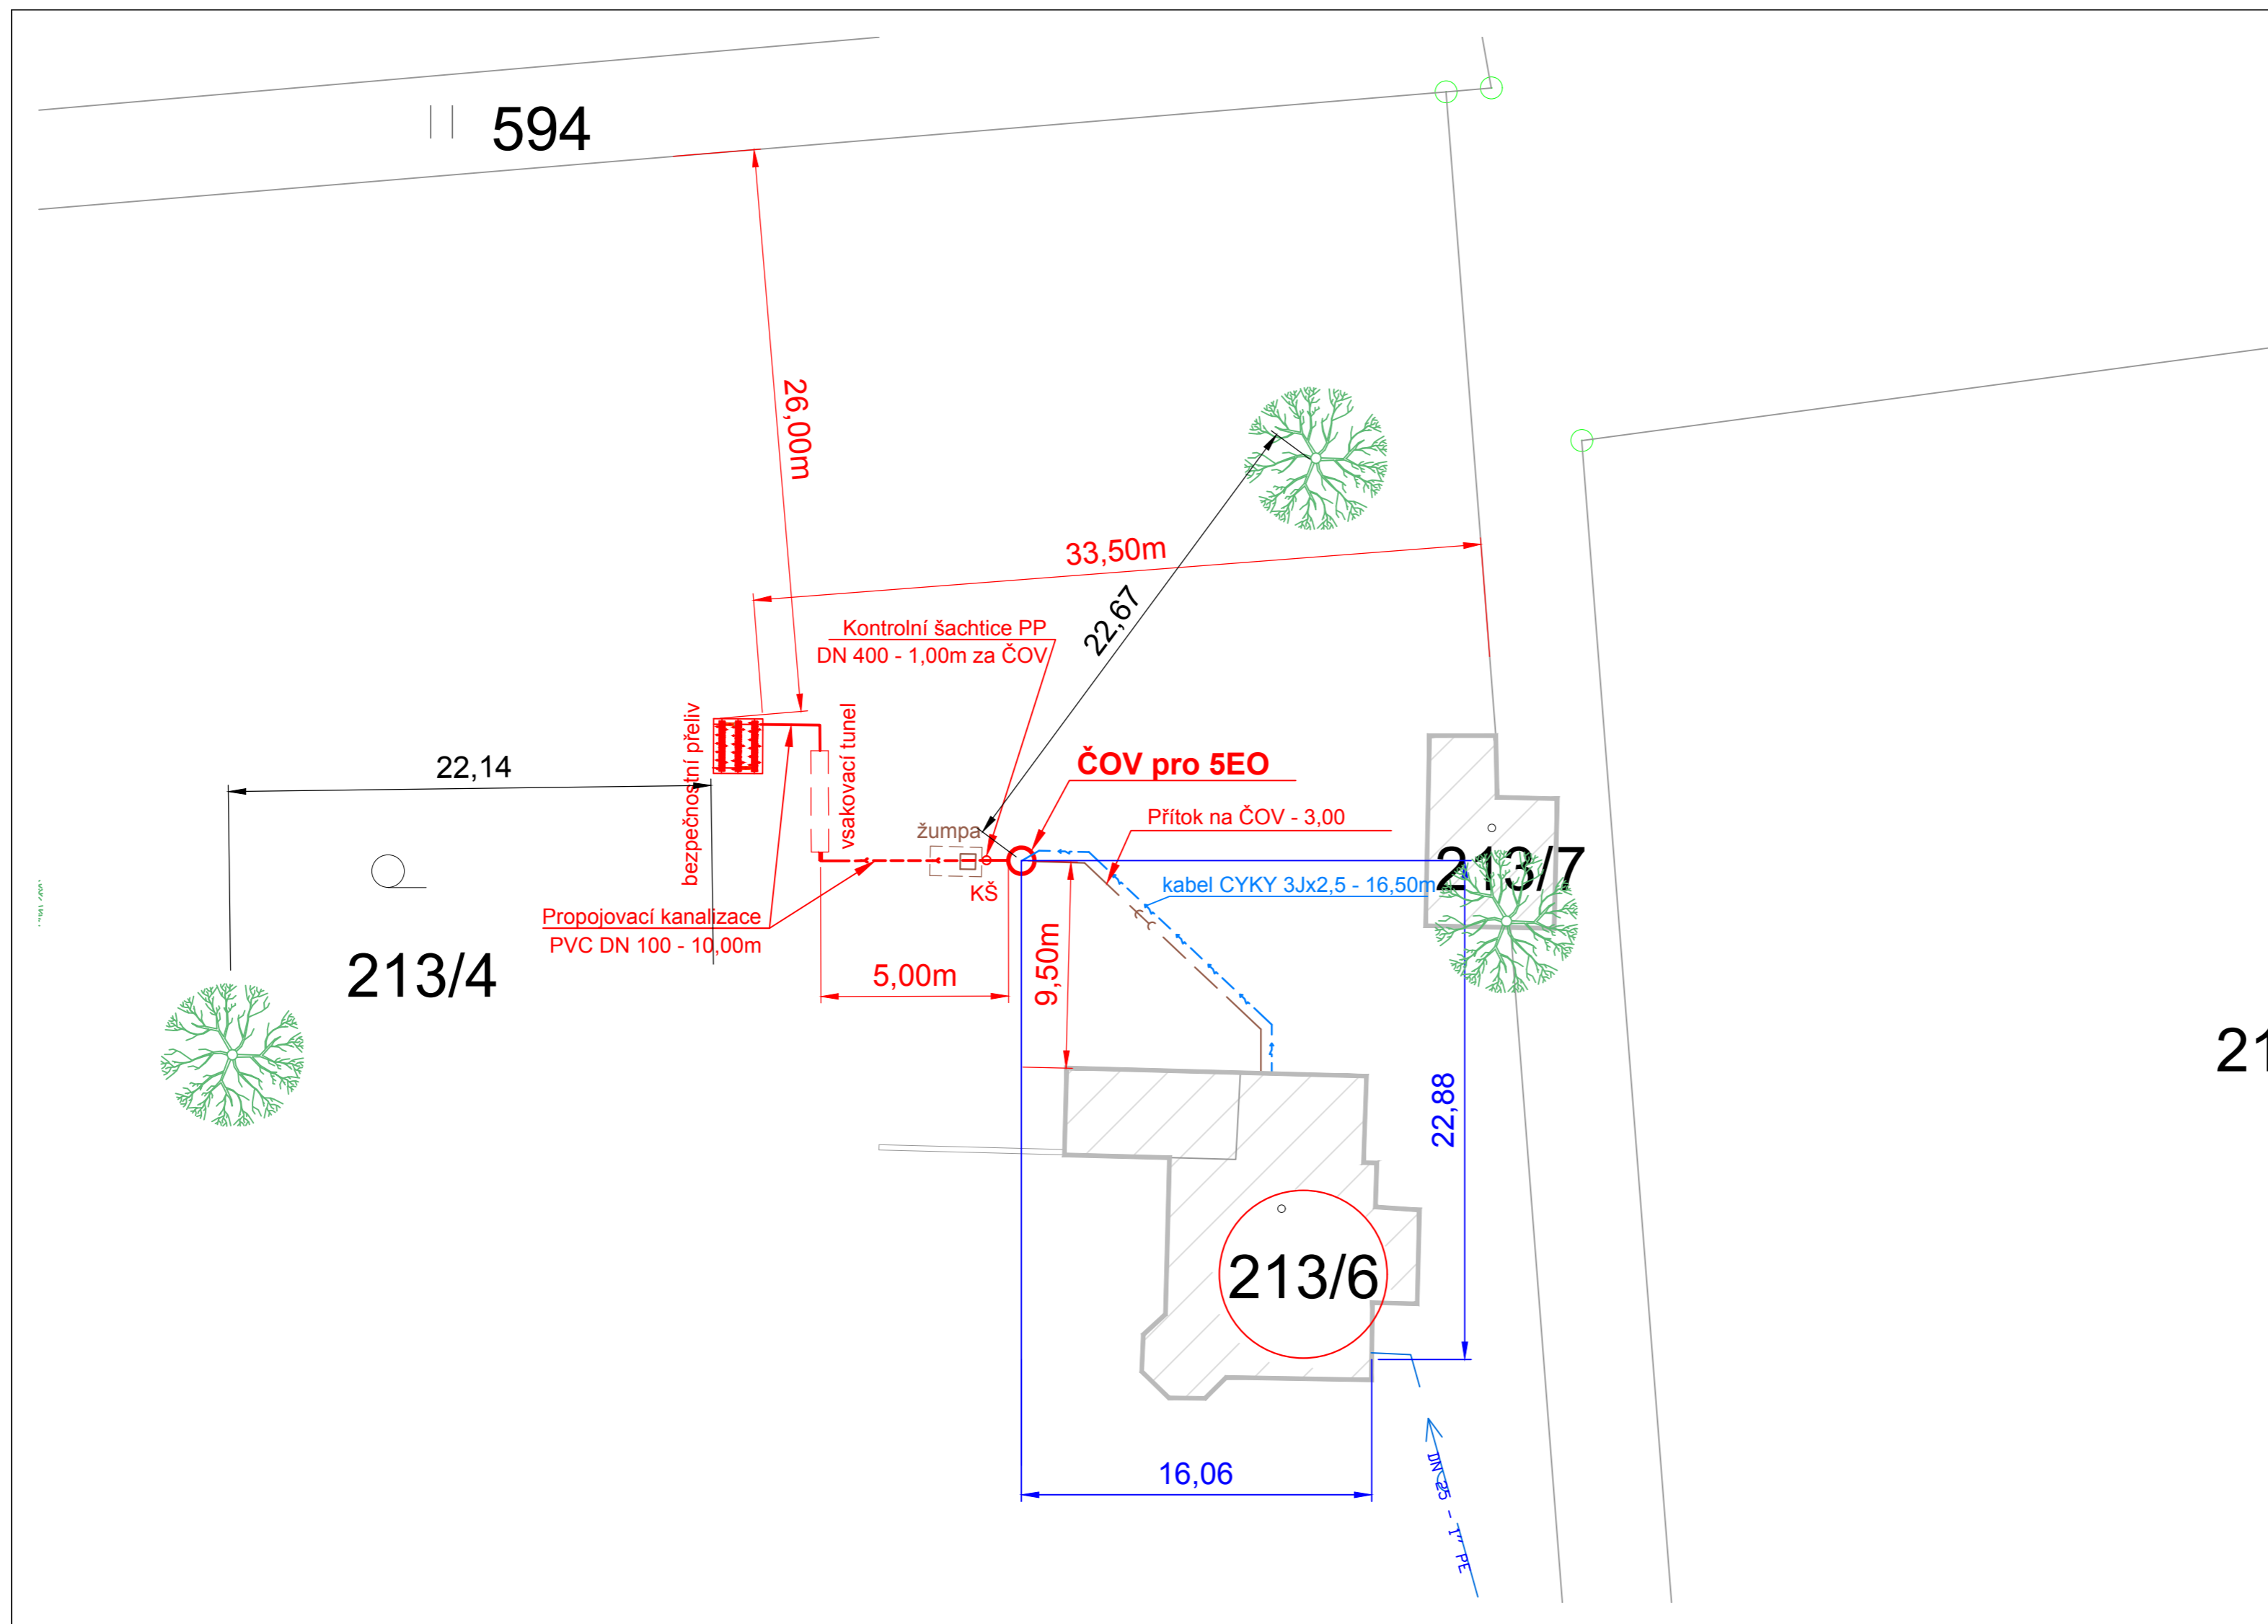 594
26,00m
33,50m
22,67
Kontrolní šachtice PP
DN 400 - 1,00m za ČOV
bezpečnostní přeliv
vsakovací tunel
22,14
ČOV pro 5EO
Přítok na ČOV - 3,00
žumpa
KŠ
kabel CYKY 3Jx2,5 - 16,50m
213/7
Propojovací kanalizace
PVC DN 100 - 10,00m
213/4
5,00m
9,50m
21
22,88
213/6
16,06
DN 25 - 1" PE